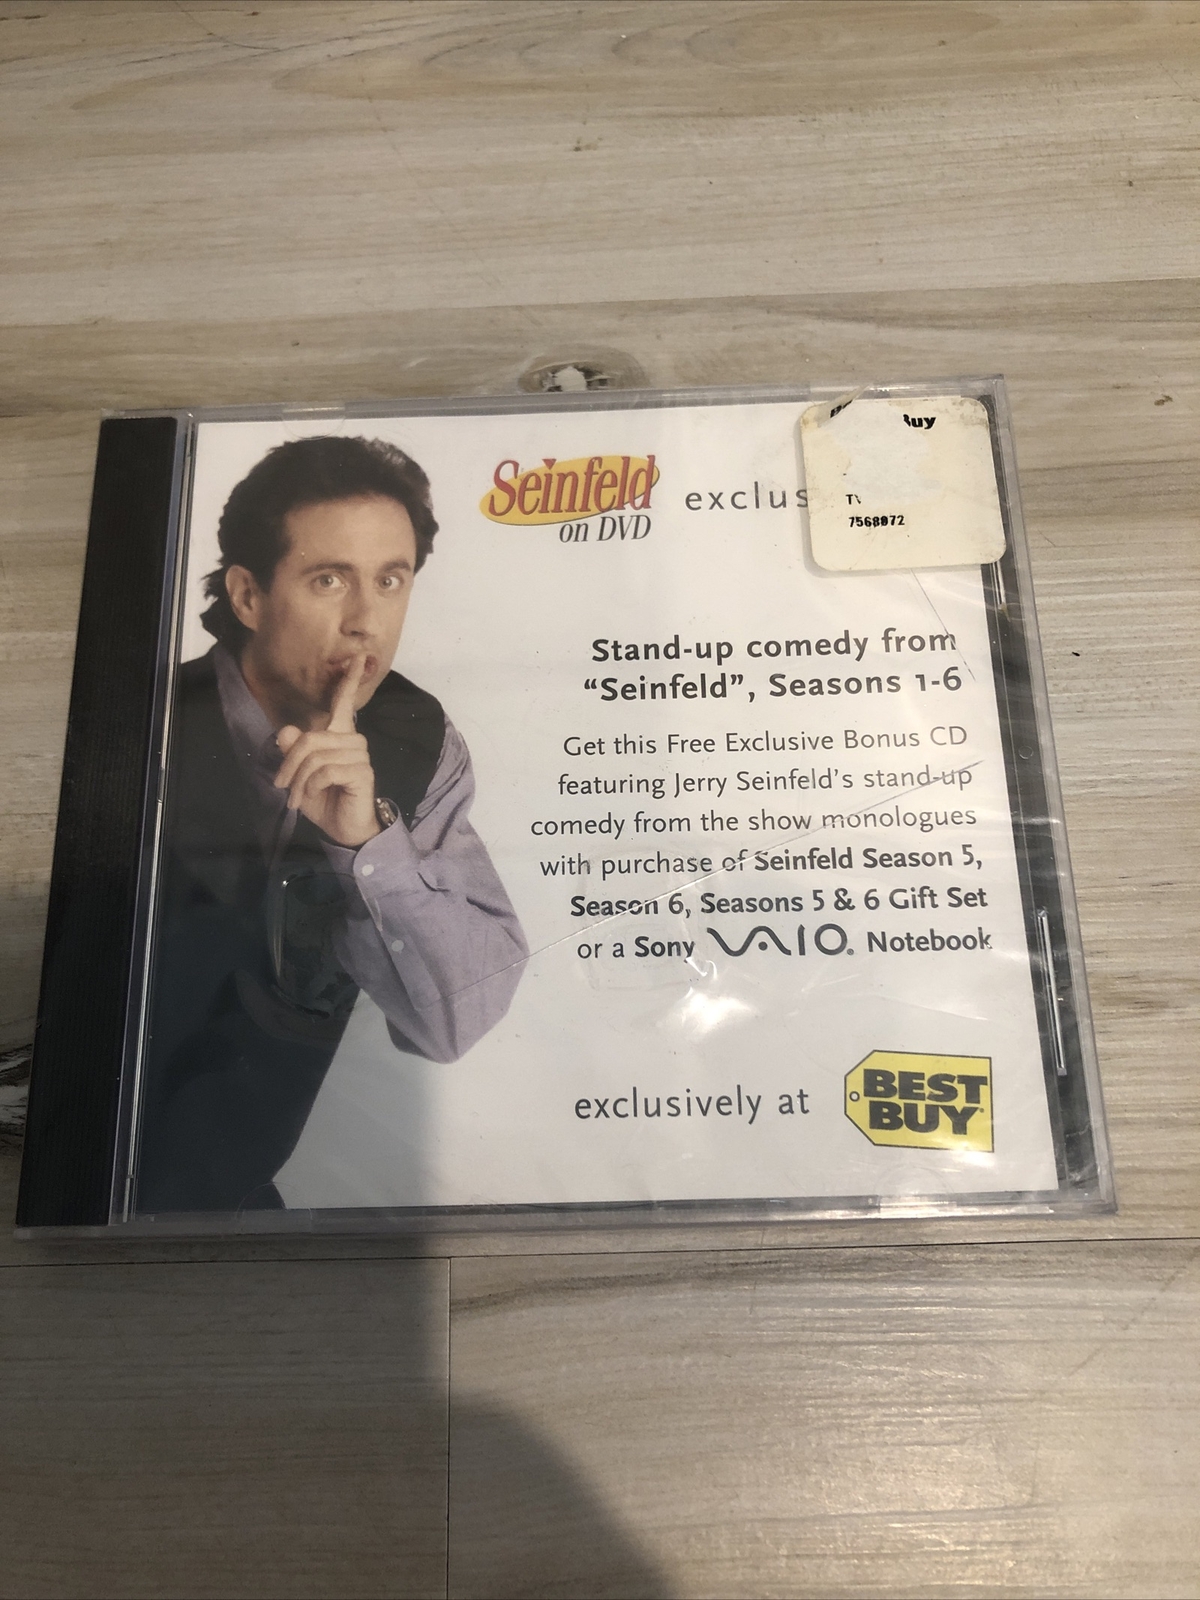 Seinfeld
on DVD
exclus
Buy
7568072
Stand-up comedy from
“Seinfeld”, Seasons 1-6
Get this Free Exclusive Bonus CD
featuring Jerry Seinfeld’s stand-up
comedy from the show monologues
with purchase of Seinfeld Season 5,
Season 6, Seasons 5 & 6 Gift Set
or a Sony VAIO® Notebook
exclusively at
BEST
BUY